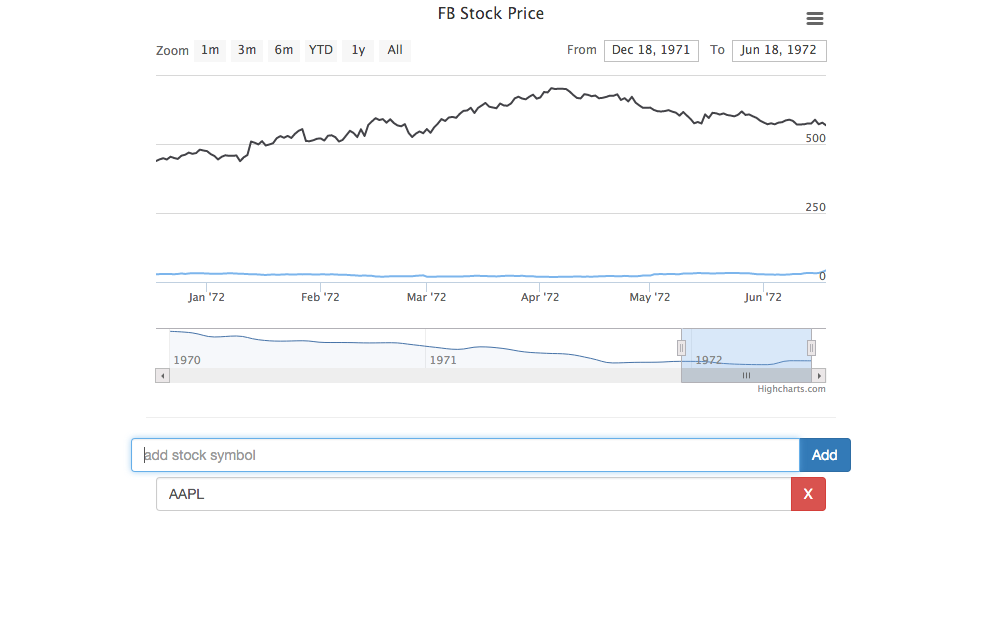 FB Stock Price
Zoom 1m 3m 6m YTD 1y All From Dec 18, 1971 To Jun 18, 1972
500
250
0
Jan '72 Feb '72 Mar '72 Apr '72 May '72 Jun '72
1970 1971 1972
Highcharts.com
add stock symbol Add
AAPL X